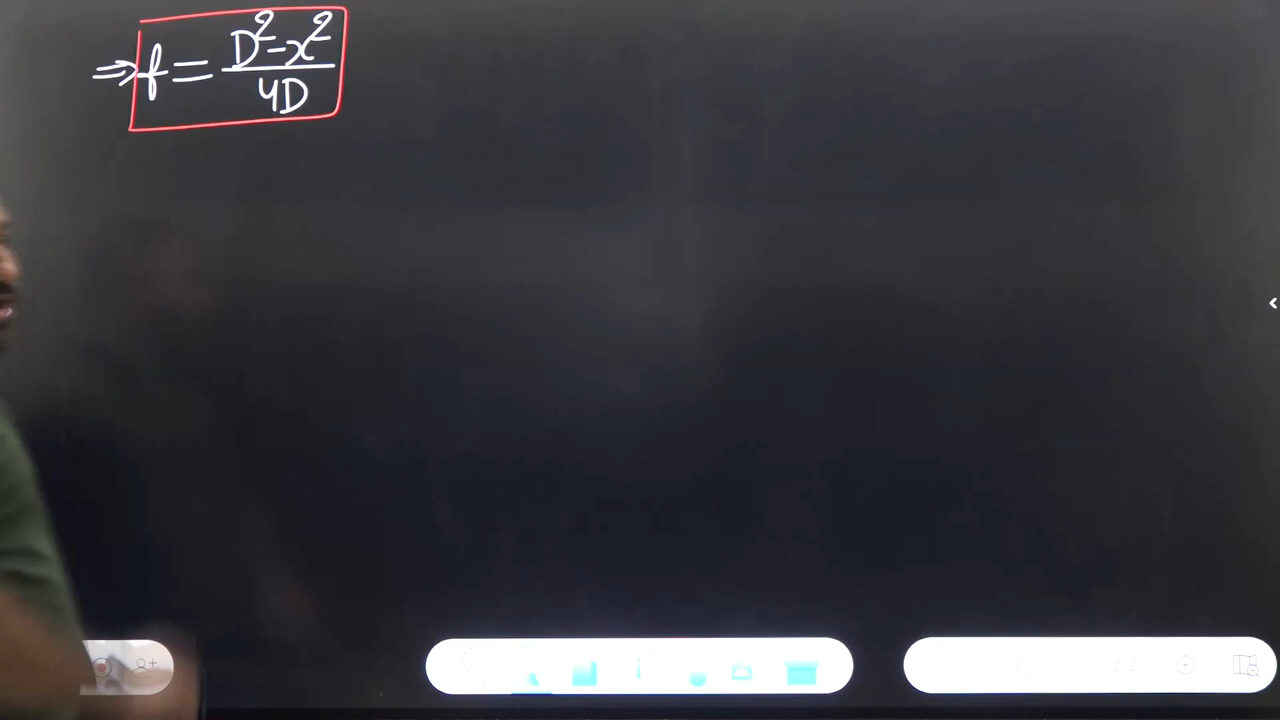 ⇒ f = (D² - x²) / 4D